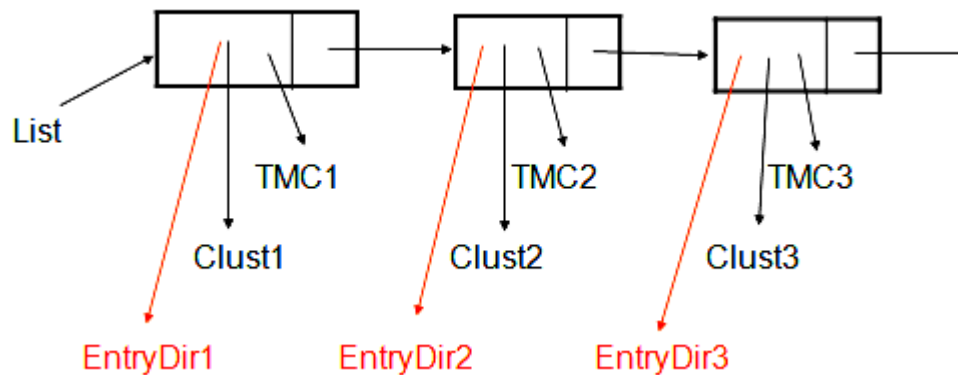 List
TMC1
TMC2
TMC3
Clust1
Clust2
Clust3
EntryDir1
EntryDir2
EntryDir3